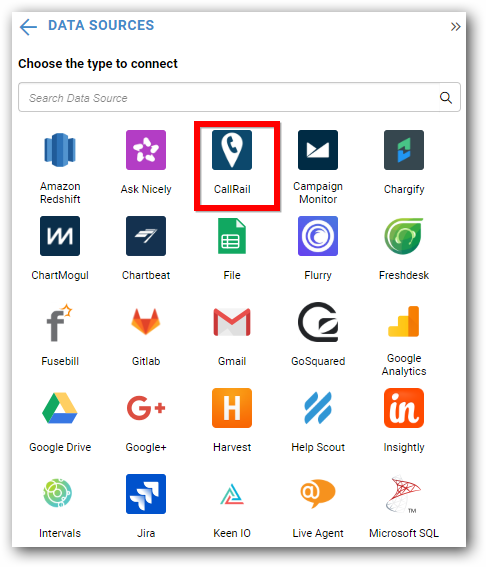 DATA SOURCES
Choose the type to connect
Search Data Source
Amazon
Redshift
Ask Nicely
CallRail
Campaign
Monitor
Chargify
ChartMogul
Chartbeat
File
Flurry
Freshdesk
Fusebill
Gitlab
Gmail
GoSquared
Google
Analytics
Google Drive
Google+
Harvest
Help Scout
Insightly
Intervals
Jira
Keen IO
Live Agent
Microsoft SQL